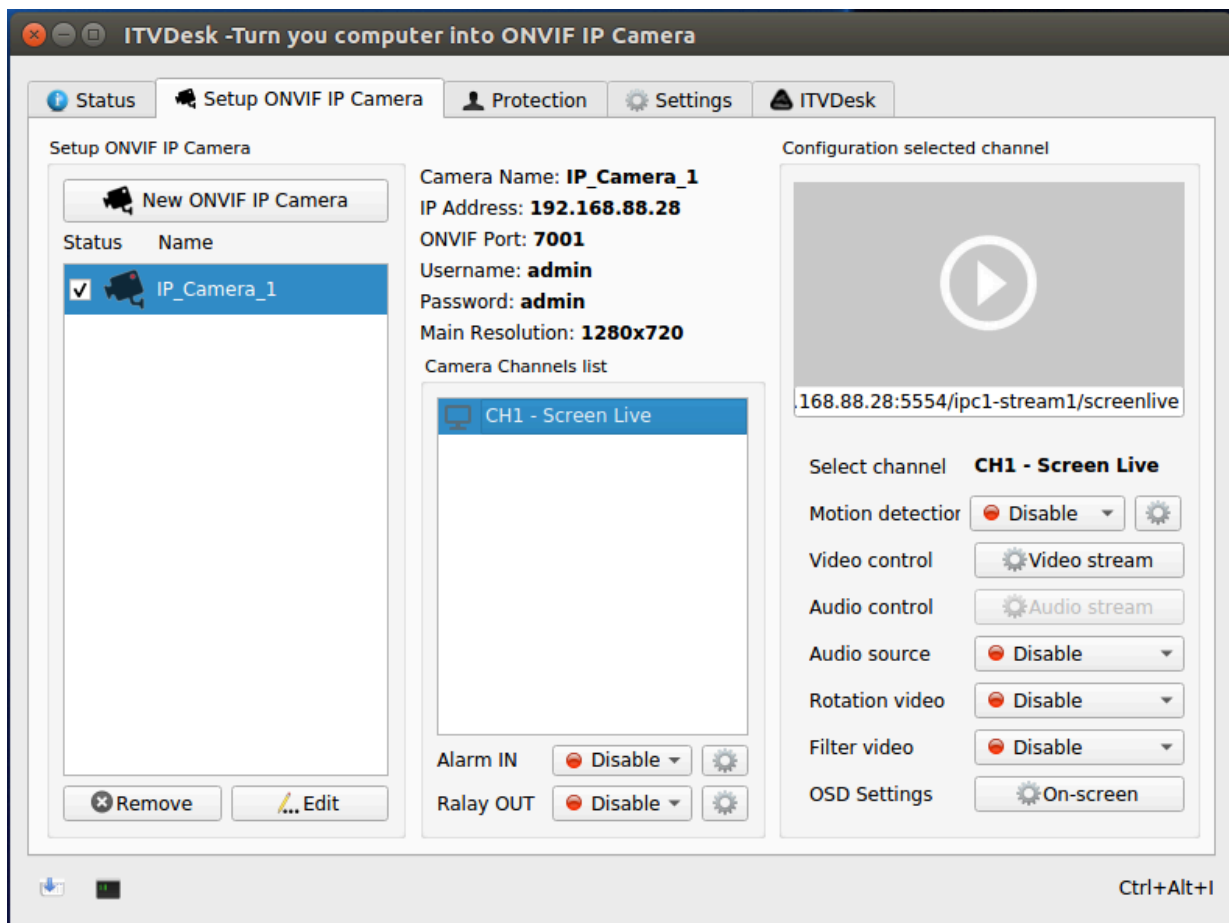 ITVDesk -Turn you computer into ONVIF IP Camera
Status
Setup ONVIF IP Camera
Protection
Settings
ITVDesk
Setup ONVIF IP Camera
New ONVIF IP Camera
Status Name
IP_Camera_1
Remove
Edit
Camera Name: IP_Camera_1
IP Address: 192.168.88.28
ONVIF Port: 7001
Username: admin
Password: admin
Main Resolution: 1280x720
Camera Channels list
CH1 - Screen Live
Alarm IN Disable
Ralay OUT Disable
Configuration selected channel
.168.88.28:5554/ipc1-stream1/screenlive
Select channel CH1 - Screen Live
Motion detection Disable
Video control Video stream
Audio control Audio stream
Audio source Disable
Rotation video Disable
Filter video Disable
OSD Settings On-screen
Ctrl+Alt+I